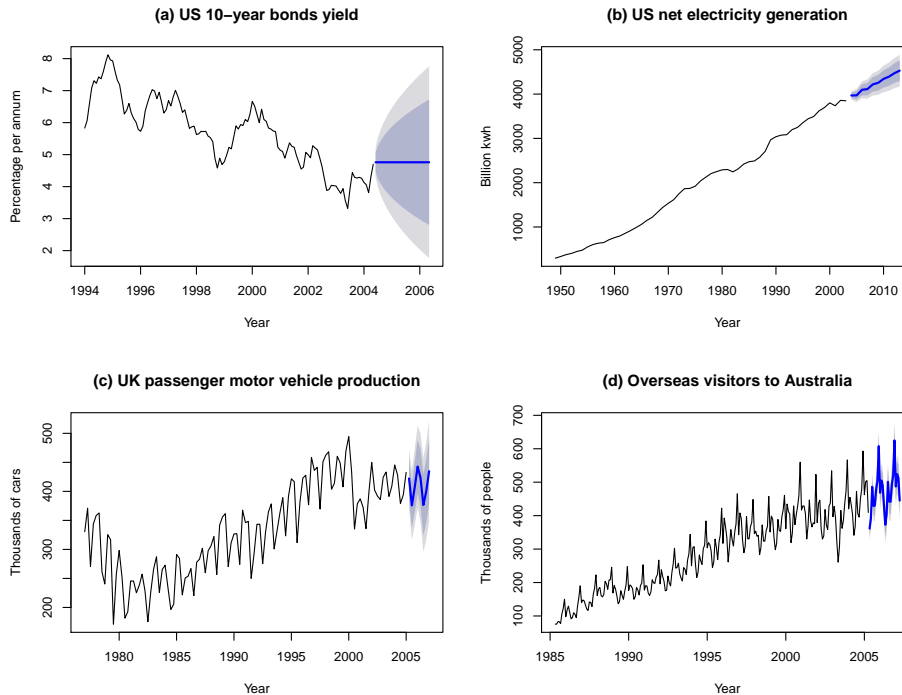 (a) US 10−year bonds yield
Percentage per annum
8
7
6
5
4
3
2
1994 1996 1998 2000 2002 2004 2006
Year
(b) US net electricity generation
Billion kwh
5000
4000
3000
2000
1000
1950 1960 1970 1980 1990 2000 2010
Year
(c) UK passenger motor vehicle production
Thousands of cars
500
400
300
200
1980 1985 1990 1995 2000 2005
Year
(d) Overseas visitors to Australia
Thousands of people
700
600
500
400
300
200
100
1985 1990 1995 2000 2005
Year